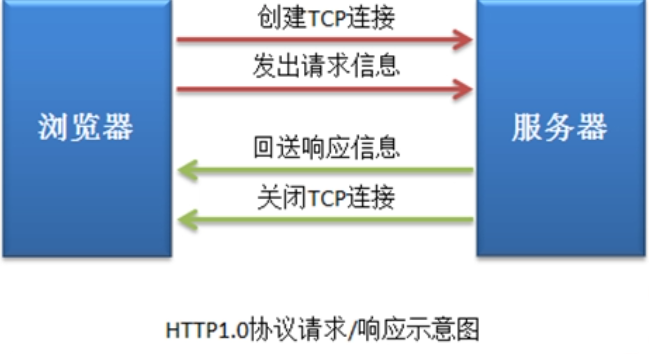 创建TCP连接
发出请求信息
浏览器
服务器
回送响应信息
关闭TCP连接
HTTP1.0协议请求/响应示意图